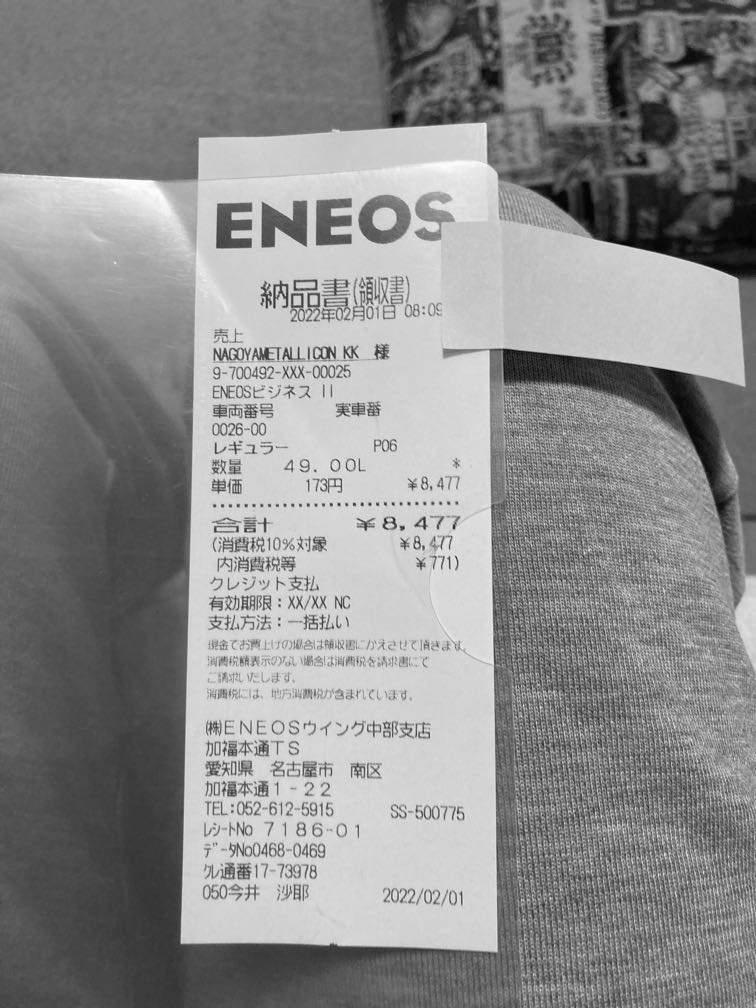 ENEOS
納品書(領収書)
2022年02月01日 08:09
売上
NAGOYAMETALLICON KK 様
9-700492-XXX-00025
ENEOSビジネス II
車両番号 実車番
0026-00
レギュラー P06
数量 49.00L *
単価 173円 ¥8,477
合計 ¥8,477
(消費税10%対象 ¥8,477
内消費税等 ¥771)
クレジット支払
有効期限:XX/XX NC
支払方法:一括払い
現金でお買上げの場合は領収書にかえさせて頂きます。
消費税額表示のない場合は消費税を請求書にて
ご請求いたします。
消費税には、地方消費税が含まれています。
㈱ENEOSウイング中部支店
加福本通TS
愛知県 名古屋市 南区
加福本通1-22
TEL:052-612-5915 SS-500775
レシートNo 7186-01
データNo0468-0469
クレ通番17-73978
050今井 沙耶 2022/02/01